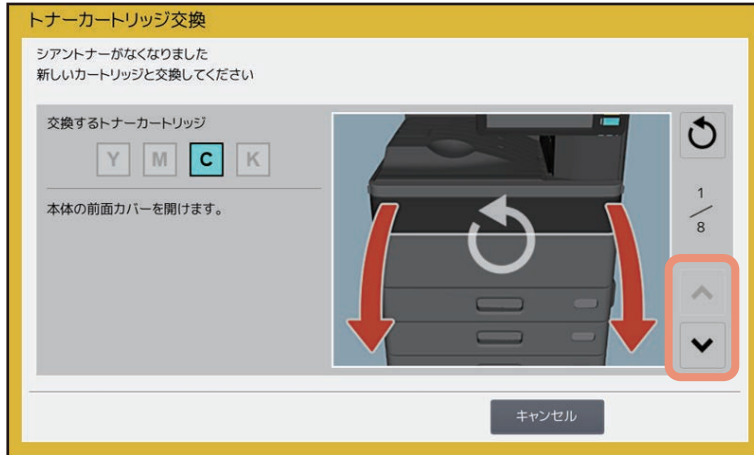 トナーカートリッジ交換
シアントナーがなくなりました
新しいカートリッジと交換してください
交換するトナーカートリッジ
Y M C K
本体の前面カバーを開けます。
1
8
キャンセル